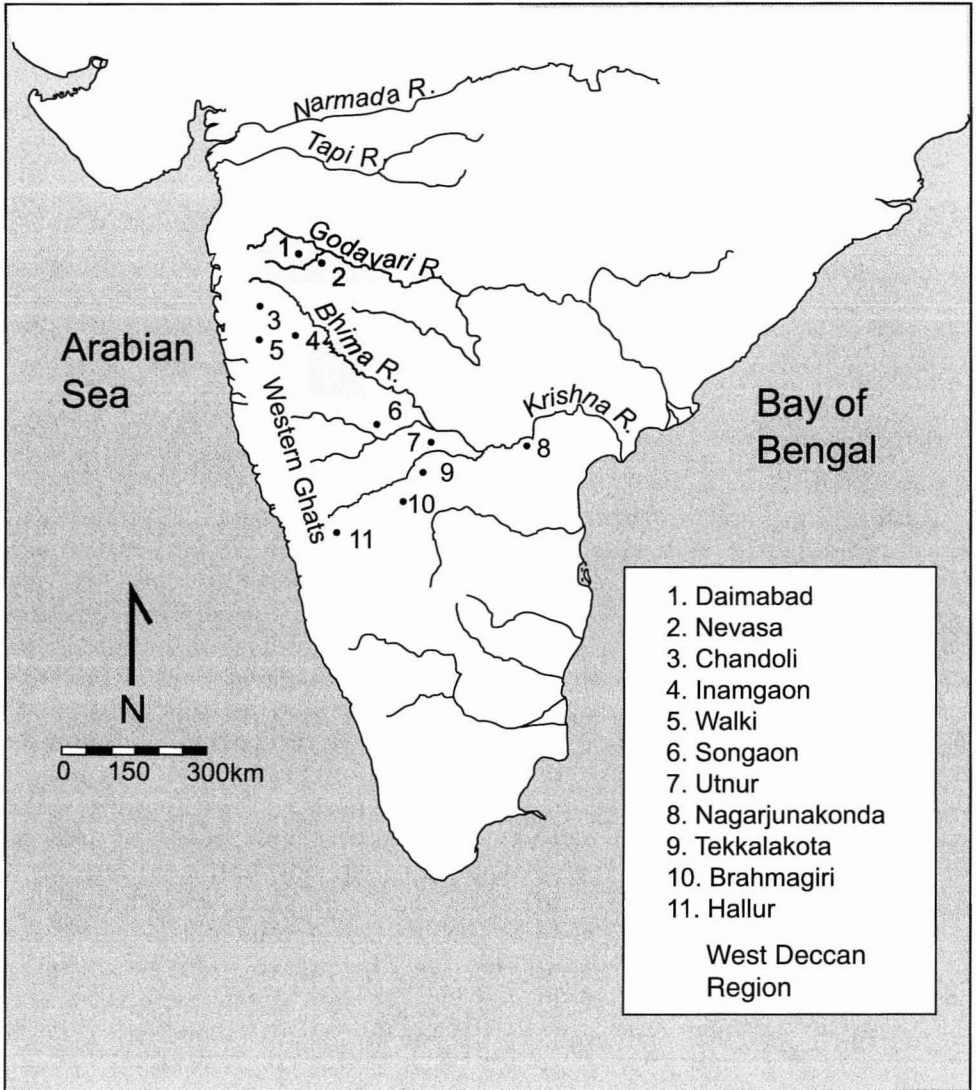 Narmada R.
Tapi R.
Godavari R.
1
2
Bhima R.
3
4
5
Arabian
Sea
Western Ghats
6
7
Krishna R.
8
9
10
11
Bay of
Bengal
N
0 150 300km
1. Daimabad
2. Nevasa
3. Chandoli
4. Inamgaon
5. Walki
6. Songaon
7. Utnur
8. Nagarjunakonda
9. Tekkalakota
10. Brahmagiri
11. Hallur
West Deccan
Region